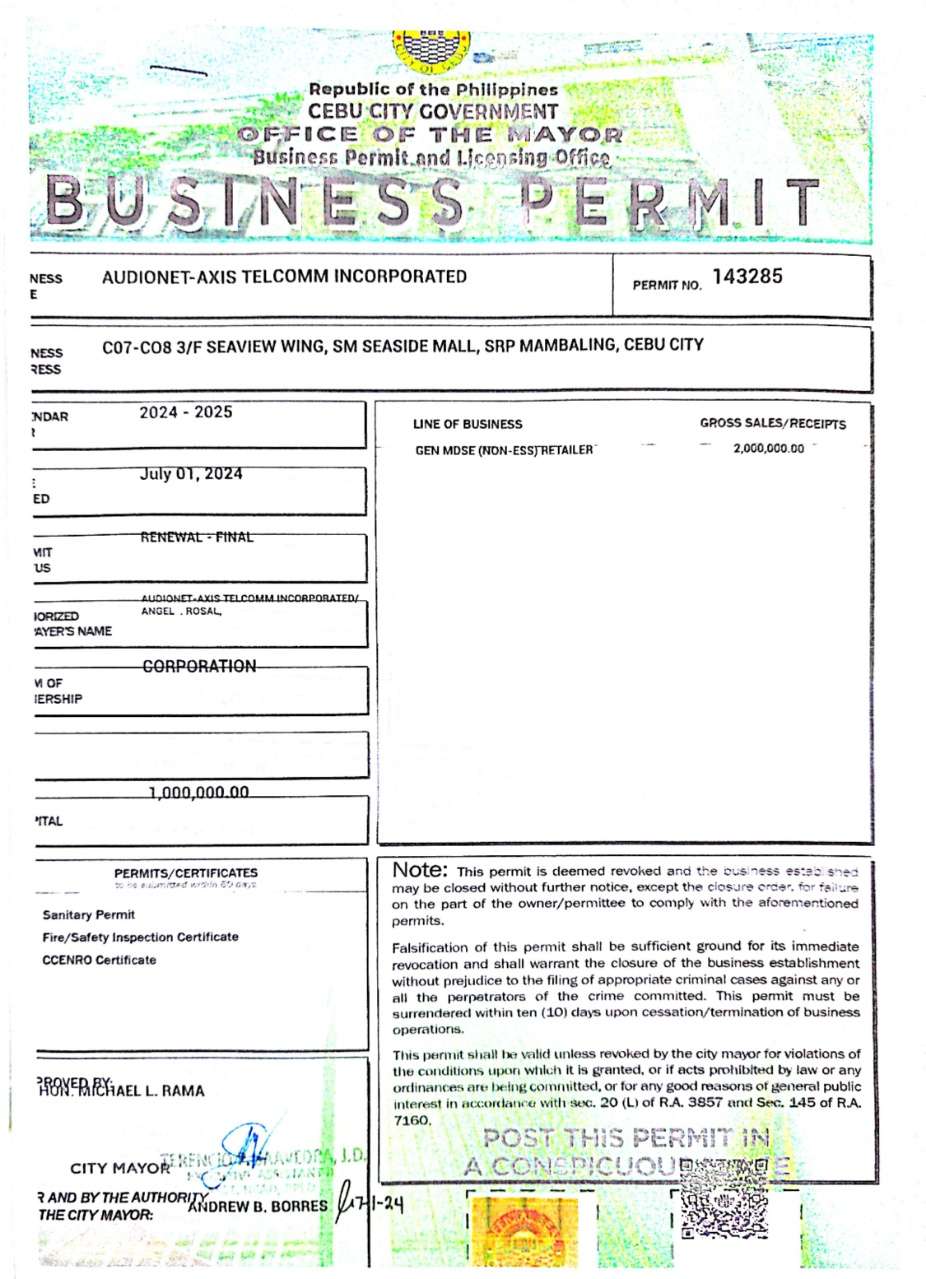 CITY OF CEBU
Republic of the Philippines
CEBU CITY GOVERNMENT
OFFICE OF THE MAYOR
Business Permit and Licensing Office
BUSINESS PERMIT
NESS
E
AUDIONET-AXIS TELCOMM INCORPORATED
PERMIT NO. 143285
NESS
RESS
C07-CO8 3/F SEAVIEW WING, SM SEASIDE MALL, SRP MAMBALING, CEBU CITY
NDAR
2024 - 2025
LINE OF BUSINESS GROSS SALES/RECEIPTS
GEN MDSE (NON-ESS) RETAILER 2,000,000.00
July 01, 2024
ED
RENEWAL - FINAL
MIT
US
AUDIONET-AXIS TELCOMM INCORPORATED/
ANGEL . ROSAL,
IORIZED
AYER'S NAME
CORPORATION
M OF
IERSHIP
1,000,000.00
PITAL
PERMITS/CERTIFICATES
to be submitted within 60 days
Sanitary Permit
Fire/Safety Inspection Certificate
CCENRO Certificate
Note: This permit is deemed revoked and the business established
may be closed without further notice, except the closure order, for failure
on the part of the owner/permittee to comply with the aforementioned
permits.
Falsification of this permit shall be sufficient ground for its immediate
revocation and shall warrant the closure of the business establishment
without prejudice to the filing of appropriate criminal cases against any or
all the perpetrators of the crime committed. This permit must be
surrendered within ten (10) days upon cessation/termination of business
operations.
This permit shall be valid unless revoked by the city mayor for violations of
the conditions upon which it is granted, or if acts prohibited by law or any
ordinances are being committed, or for any good reasons of general public
interest in accordance with sec. 20 (L) of R.A. 3857 and Sec. 145 of R.A.
7160.
POST THIS PERMIT IN
A CONSPICUOU E
PROVED BY:
HON. MICHAEL L. RAMA
CITY MAYOR
J.D.
R AND BY THE AUTHORITY
THE CITY MAYOR:
ANDREW B. BORRES 7-1-24